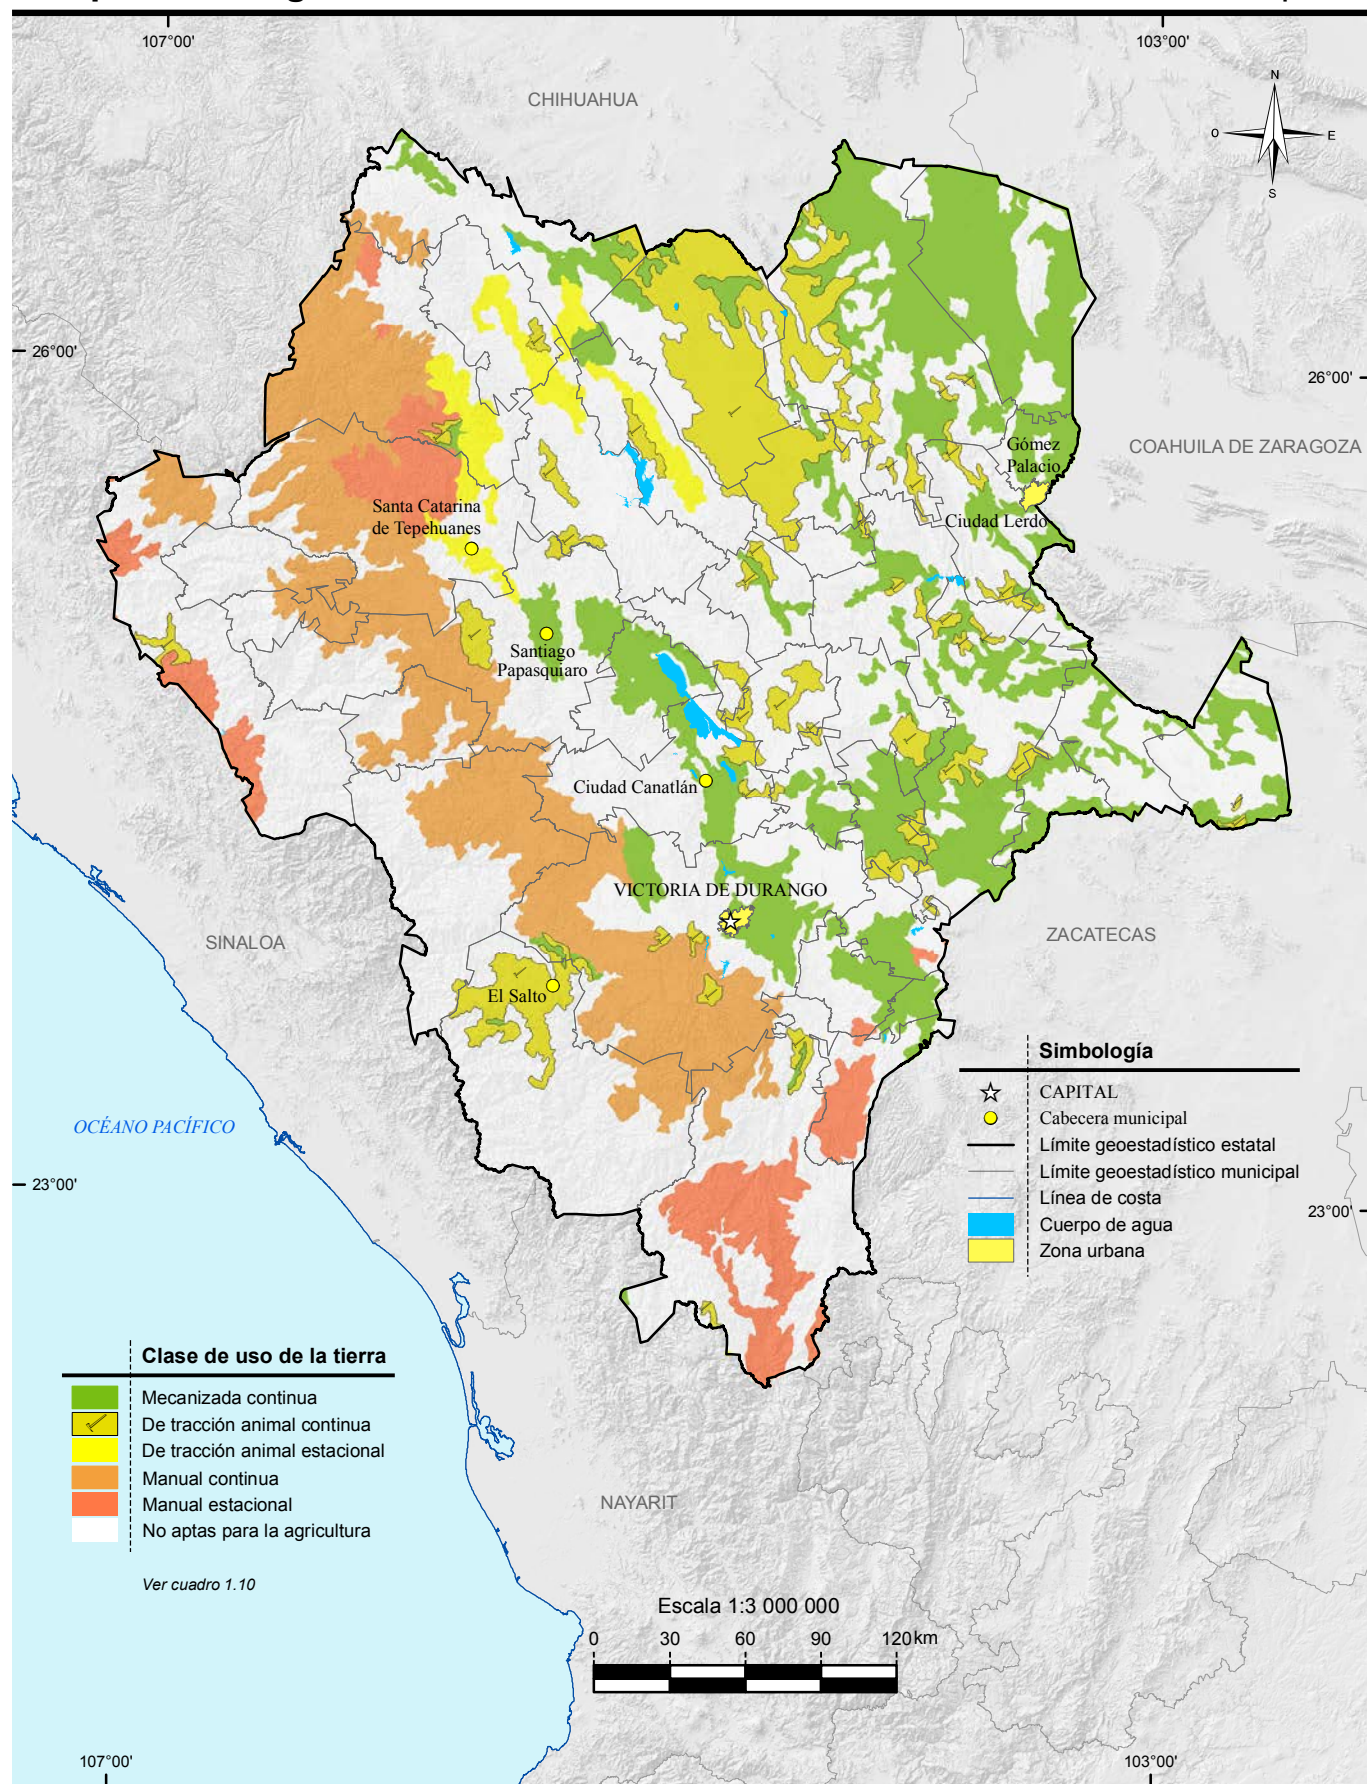 107°00'
103°00'
CHIHUAHUA
N
O
E
S
26°00'
26°00'
Gómez
Palacio
COAHUILA DE ZARAGOZA
Santa Catarina
de Tepehuanes
Ciudad Lerdo
Santiago
Papasquiaro
Ciudad Canatlán
VICTORIA DE DURANGO
SINALOA
ZACATECAS
El Salto
OCÉANO PACÍFICO
23°00'
23°00'
Simbología
CAPITAL
Cabecera municipal
Límite geoestadístico estatal
Límite geoestadístico municipal
Línea de costa
Cuerpo de agua
Zona urbana
Clase de uso de la tierra
Mecanizada continua
De tracción animal continua
De tracción animal estacional
Manual continua
Manual estacional
No aptas para la agricultura
Ver cuadro 1.10
NAYARIT
Escala 1:3 000 000
0 30 60 90 120 km
107°00'
103°00'